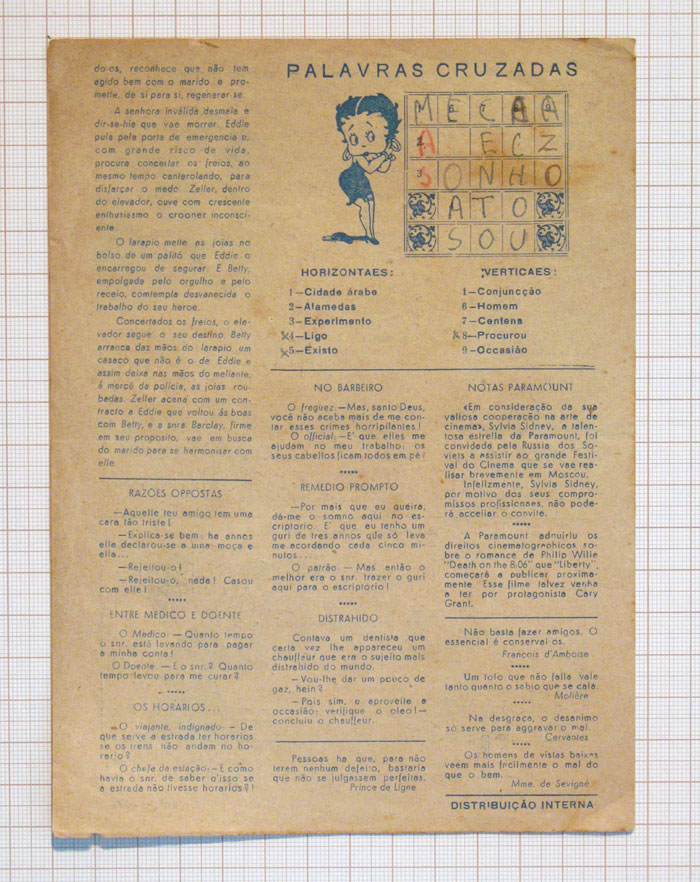 do-os, reconhece que não tem
egido bem com o marido e pro-
mette, de si para si, regenerar-se.
A senhora invalida desmaia e
dir-se-hia que vae morrer. Eddie
pula pela porta de emergencia e,
com grande risco de vida,
procura concertar os freios, ao
mesmo tempo cantarolando, para
disfarçar o medo. Zeller, dentro
do elevador, ouve com crescente
enthusiasmo o crooner inconsci-
ente.
O larapio mette as joias no
bolso de um palitó que Eddie o
encarregou de segurar. E Betty,
empolgada pelo orgulho e pelo
receio, comtempla desvanecida o
trabalho do seu heroe.
Concertados os freios, o ele-
vador segue o seu destino. Betty
arranca das mãos do larapio um
casaco que não é o de Eddie e
assim deixa nas mãos do meliante,
á mercê da policia, as joias rou-
badas. Zeller acena com um con-
tracto a Eddie que voltou ás boas
com Betty, e a snra. Barclay, firme
em seu proposito, vae em busca
do marido para se harmonisar com
elle.
RAZÕES OPPOSTAS
—Aquelle teu amigo tem uma
cara tão triste!
—Explica-se bem: ha annos
elle declarou-se a uma moça e
ella...
—Rejeitou-o!
—Rejeitou-o, nada! Casou
com elle!
•••••
ENTRE MEDICO E DOENTE
O Medico:—Quanto tempo
o snr. está levando para pagar
a minha conta!
O Doente.—E o snr.? Quanto
tempo levou para me curar?
•••••
OS HORARIOS...
—O viajante, indignado—De
que serve a estrada ter horarios
se os trens não andam no ho-
rario?
O chefe da estação:—E como
havia o snr. de saber d'isso se
a estrada não tivesse horarios?!
PALAVRAS CRUZADAS
MECAA
A ECZ
SONHO
ATO
SOU
HORIZONTAES:
1—Cidade árabe
2—Alamedas
3—Experimento
x4—Ligo
x5—Existo
VERTICAES:
1—Conjuncção
6—Homem
7—Centena
x8—Procurou
9—Occasião
NO BARBEIRO
O freguez:—Mas, santo Deus,
você não acaba mais de me con-
tar esses crimes horripilantes!
O official:—E' que elles me
ajudam no meu trabalho: os
seus cabellos ficam todos em pé!
•••••
REMEDIO PROMPTO
—Por mais que eu queira,
dá-me o somno aqui no es-
criptorio. E' que eu tenho um
guri de tres annos que só leva
me acordando cada cinco mi-
nutos....
O patrão:—Mas então o
melhor era o snr. trazer o guri
aqui para o escriptorio!
DISTRAHIDO
Contava um dentista que
certa vez lhe appareceu um
chauffeur que era o sujeito mais
distrahido do mundo.
—Vou-lhe dar um pouco de
gaz, hein?
—Pois sim, e aproveite a
occasião: verifique o oleo!—
concluiu o chauffeur.
Pessoas ha que, para não
terem nenhum defeito, bastaria
que não se julgassem perfeitas.
Prince de Ligne
NOTAS PARAMOUNT
«Em consideração da sua
valiosa cooperação na arte de
cinema», Sylvia Sidney, a talen-
tosa estrella da Paramount, foi
convidada pela Russia dos So-
viets a assistir ao grande Festi-
val do Cinema que se vae rea-
lisar brevemente em Moscou.
Infelizmente, Sylvia Sidney,
por motivo dos seus compro-
missos profissionaes, não pode-
rá acceitar o convite.
•••••
A Paramount adquiriu os
direitos cinematographicos so-
bre o romance de Philip Wilie
"Death on the 8:06" que "Liberty",
começará a publicar proxima-
mente. Esse filme talvez venha
a ter por protagonista Cary
Grant.
Não basta fazer amigos. O
essencial é conserval-os.
François d'Amboise
•••••
Um tolo que não falla vale
tanto quanto o sabio que se cala.
Molière
•••••
Na desgraça, o desanimo
só serve para aggravar o mal.
Cervantes
•••••
Os homens de vistas baixas
veem mais facilmente o mal do
que o bem.
Mme. de Sevigné
DISTRIBUIÇÃO INTERNA